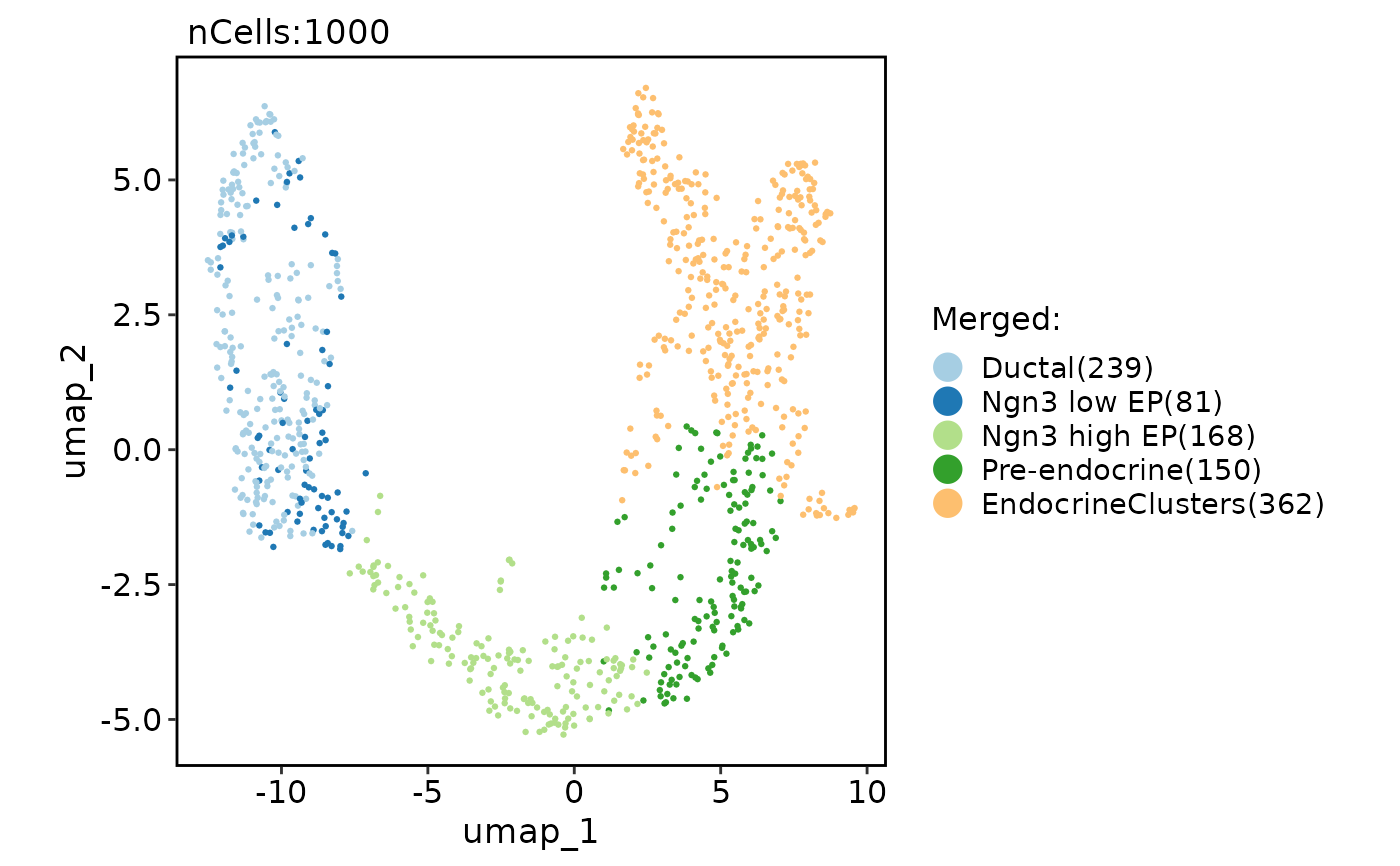 nCells:1000
5.0
2.5
0.0
-2.5
-5.0
umap_2
-10
-5
0
5
10
umap_1
Merged:
Ductal(239)
Ngn3 low EP(81)
Ngn3 high EP(168)
Pre-endocrine(150)
EndocrineClusters(362)